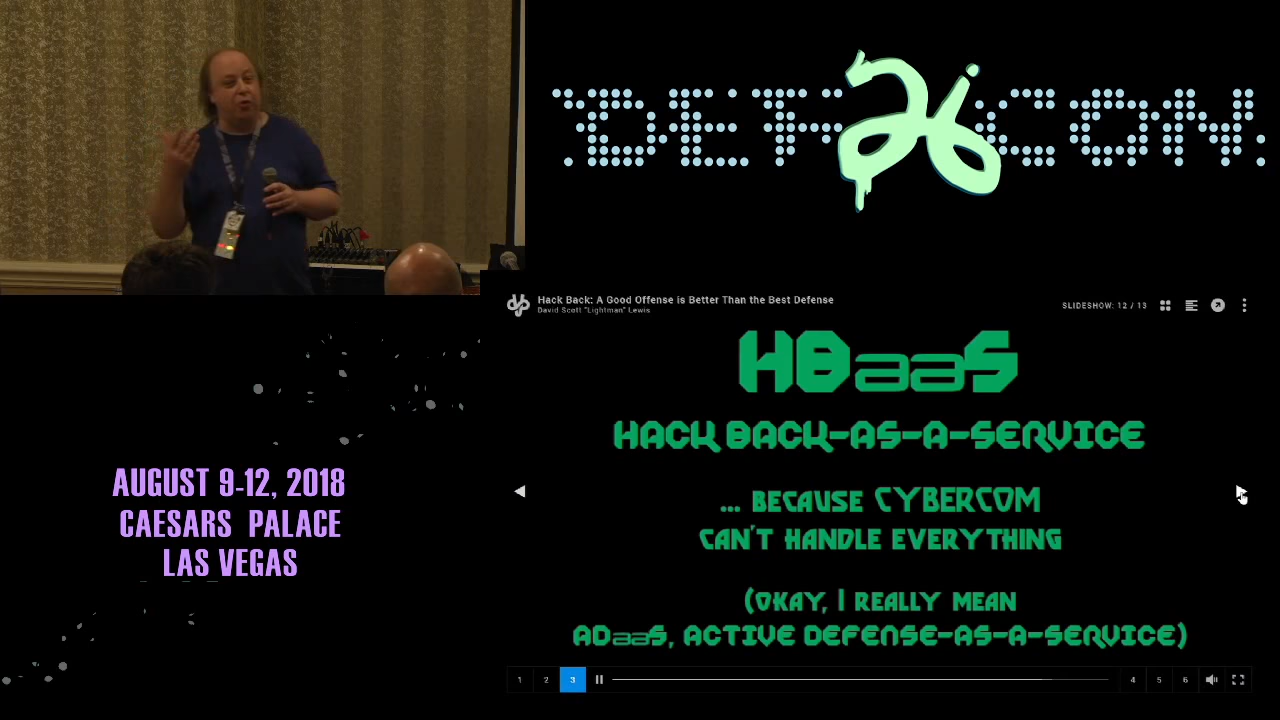 DEF 26 CON
AUGUST 9-12, 2018
CAESARS PALACE
LAS VEGAS
Hack Back: A Good Offense is Better Than the Best Defense
David Scott "Lightman" Lewis
SLIDESHOW: 12 / 13
HBaaS
HACK BACK-AS-A-SERVICE
... BECAUSE CYBERCOM
CAN'T HANDLE EVERYTHING
(OKAY, I REALLY MEAN
ADaaS, ACTIVE DEFENSE-AS-A-SERVICE)
1 2 3 4 5 6